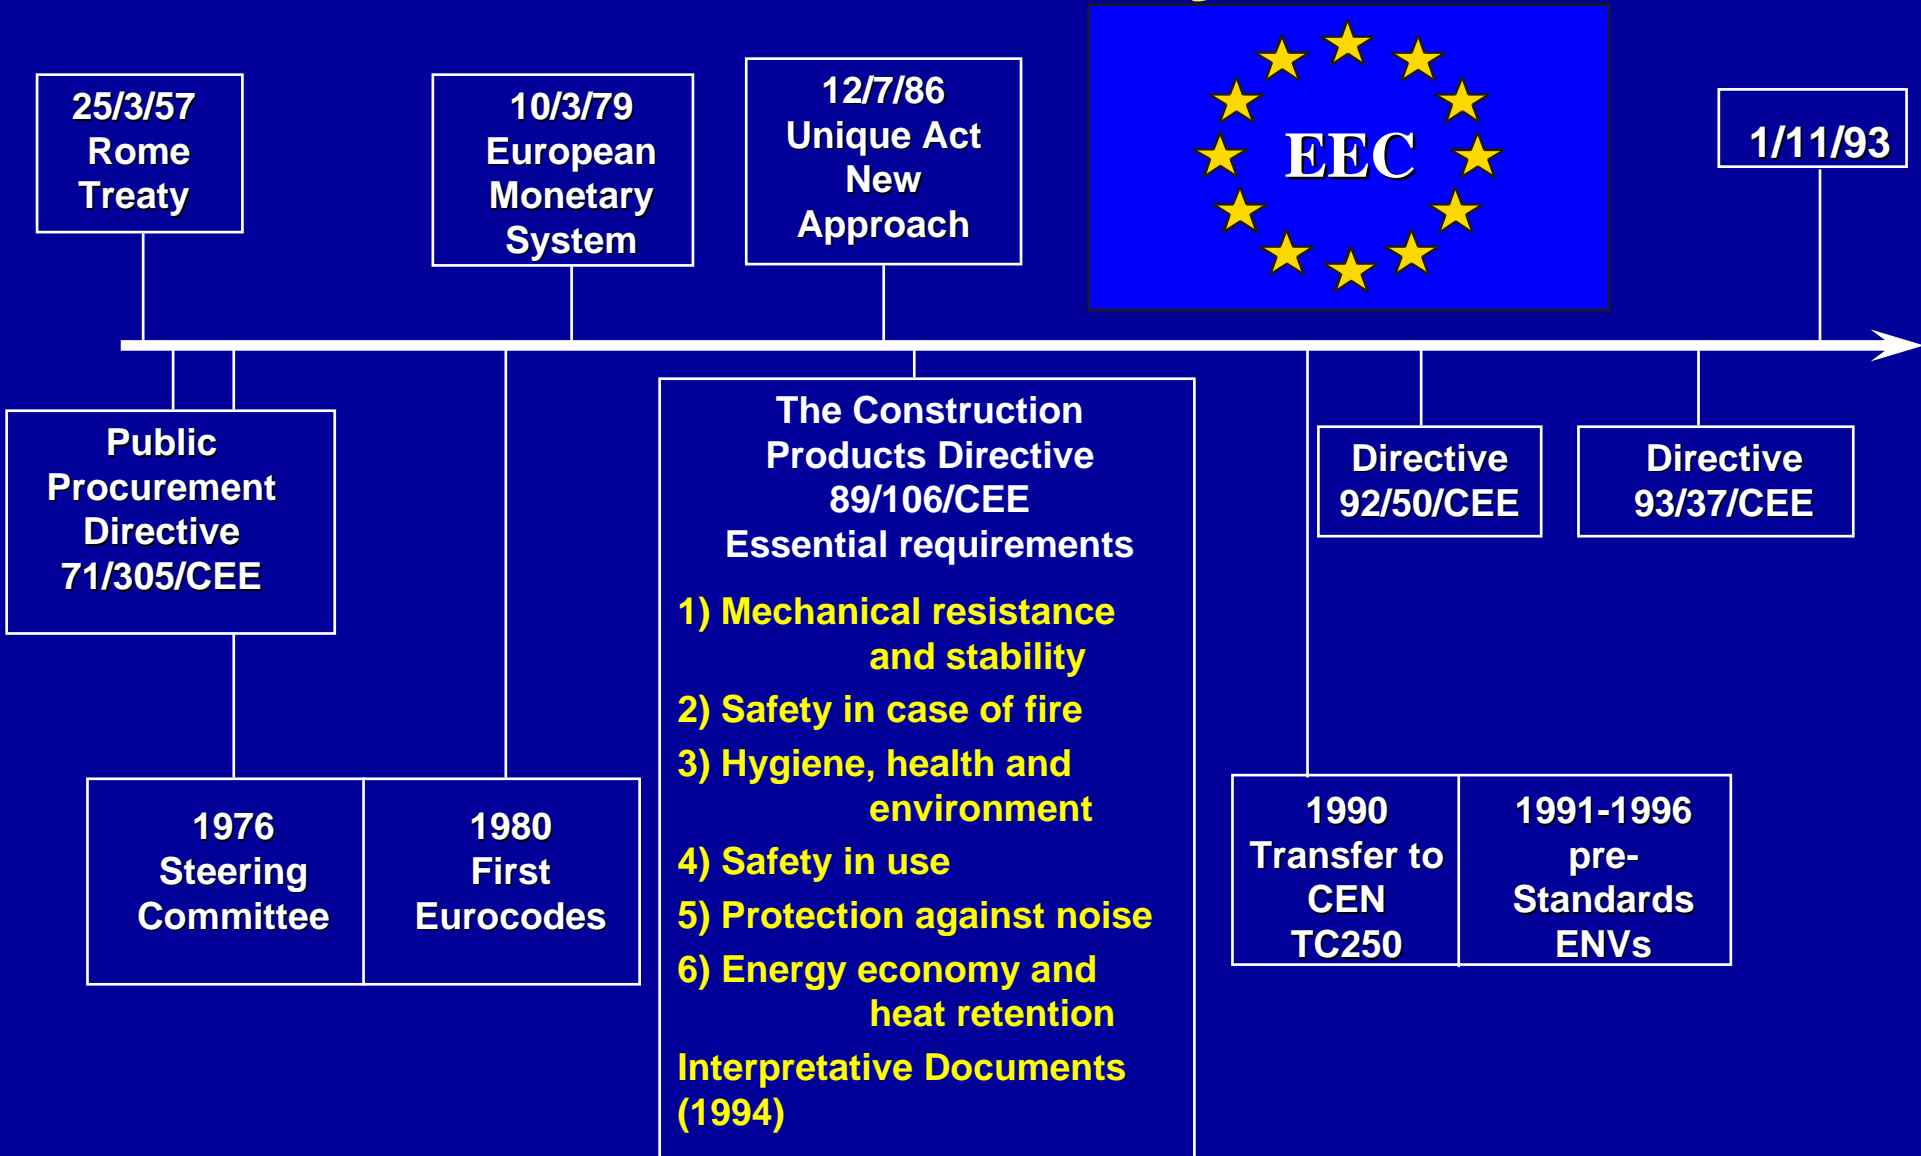 25/3/57
Rome
Treaty
10/3/79
European
Monetary
System
12/7/86
Unique Act
New
Approach
EEC
1/11/93
Public
Procurement
Directive
71/305/CEE
The Construction
Products Directive
89/106/CEE
Essential requirements
1) Mechanical resistance
and stability
2) Safety in case of fire
3) Hygiene, health and
environment
4) Safety in use
5) Protection against noise
6) Energy economy and
heat retention
Interpretative Documents
(1994)
Directive
92/50/CEE
Directive
93/37/CEE
1976
Steering
Committee
1980
First
Eurocodes
1990
Transfer to
CEN
TC250
1991-1996
pre-
Standards
ENVs